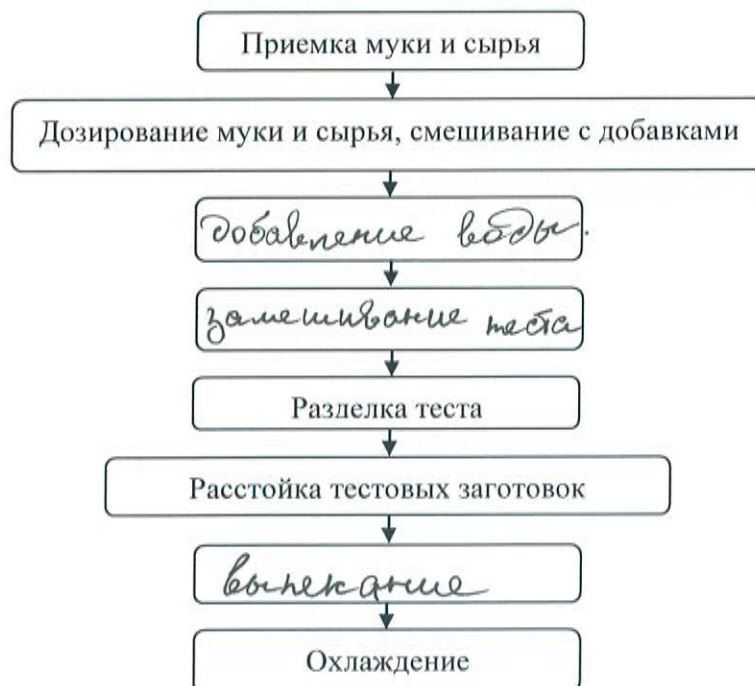 Приемка муки и сырья
Дозирование муки и сырья, смешивание с добавками
добавление воды.
замешивание теста
Разделка теста
Расстойка тестовых заготовок
выпекание
Охлаждение